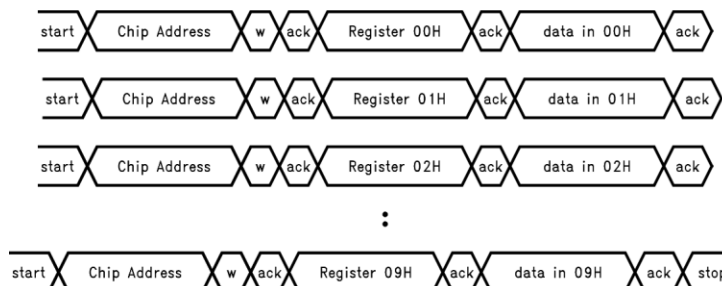 start Chip Address w ack Register 00H ack data in 00H ack
start Chip Address w ack Register 01H ack data in 01H ack
start Chip Address w ack Register 02H ack data in 02H ack
:
start Chip Address w ack Register 09H ack data in 09H ack stop